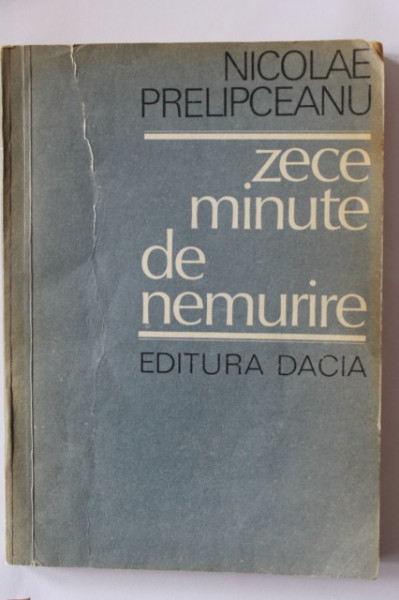 NICOLAE
PRELIPCEANU
zece
minute
de
nemurire
EDITURA DACIA